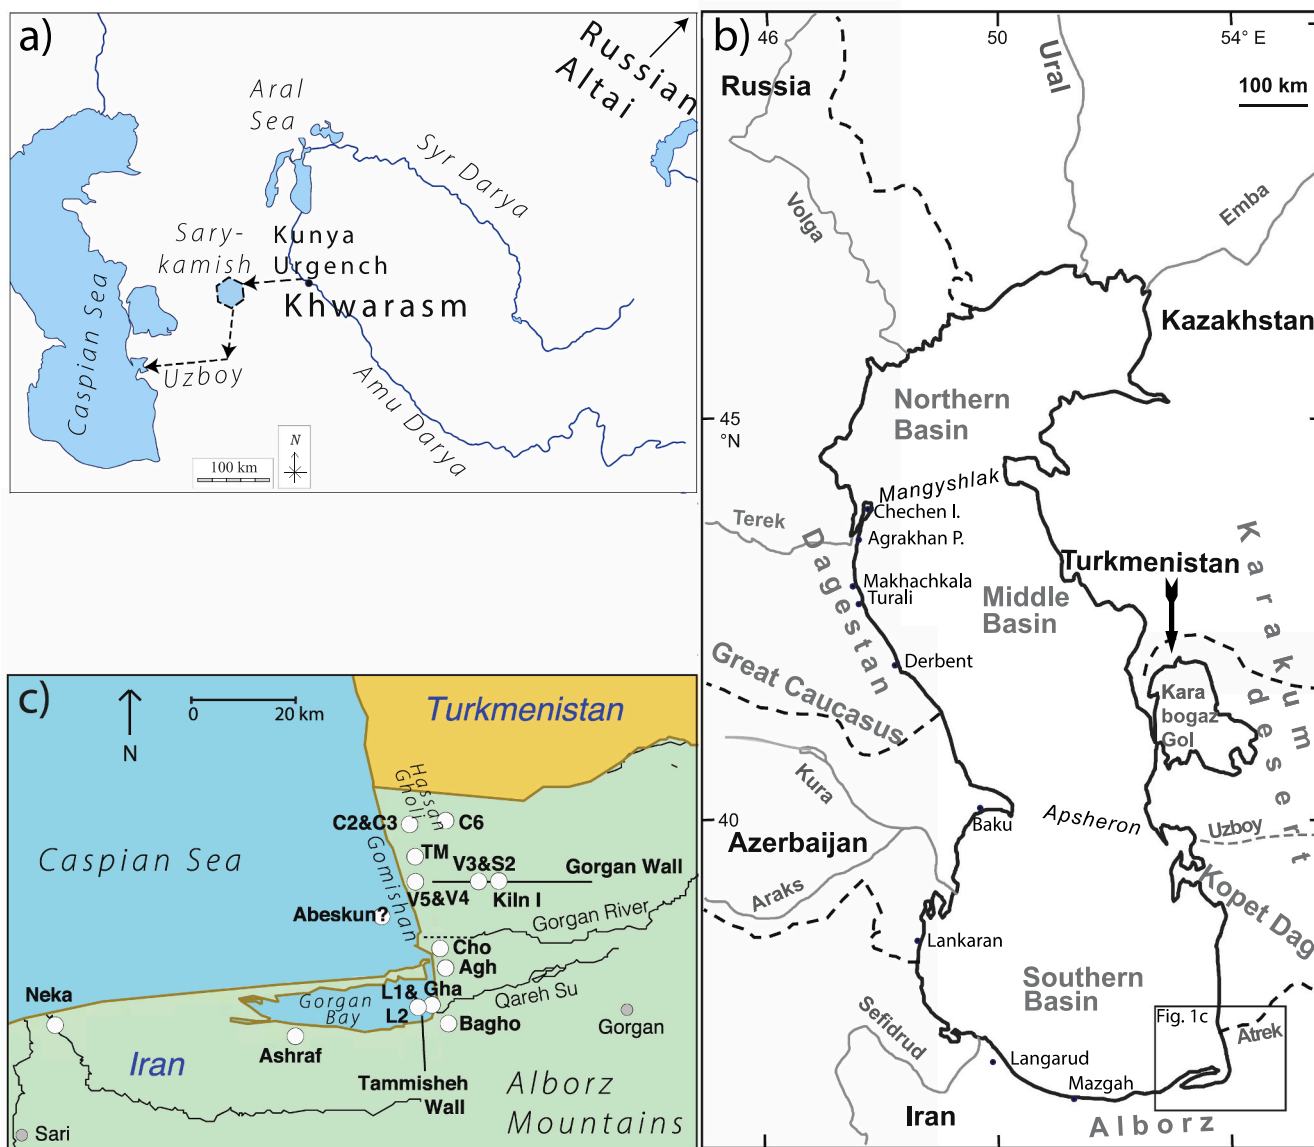 a)
Russian
Altai
Aral
Sea
Syr Darya
Sary-
kamish
Kunya
Urgench
Khwarasm
Caspian Sea
Uzboy
Amu Darya
100 km
N
b)
46
50
54° E
100 km
Russia
Ural
Volga
Emba
Kazakhstan
45
°N
Northern
Basin
Mangyshlak
Chechen I.
Terek
Agrakhan P.
Dagestan
Makhachkala
Turali
Turkmenistan
Karakum desert
Middle
Basin
Derbent
Great Caucasus
Kara
bogaz
Gol
Kura
40
Baku
Apsheron
Uzboy
Azerbaijan
Araks
Kopet Dag
Lankaran
Southern
Basin
Sefidrud
Fig. 1c
Atrek
Langarud
Mazgah
Iran
Alborz
c)
N
0
20 km
Turkmenistan
Hassan
Gholi
C2&C3
C6
Caspian Sea
Gomishan
TM
V3&S2
Gorgan Wall
V5&V4
Kiln I
Abeskun?
Gorgan River
Cho
Agh
Neka
Gorgan
Bay
L1&
L2
Gha
Qareh Su
Bagho
Gorgan
Ashraf
Iran
Tammisheh
Wall
Alborz
Mountains
Sari